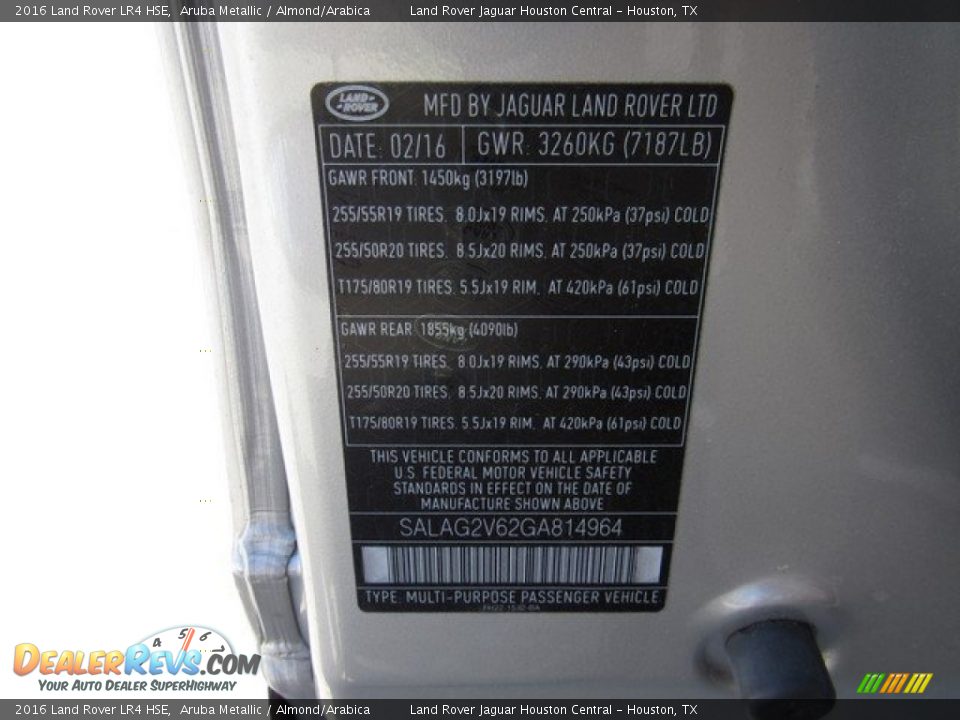 2016 Land Rover LR4 HSE, Aruba Metallic / Almond/Arabica Land Rover Jaguar Houston Central - Houston, TX
LAND-
-ROVER
MFD BY JAGUAR LAND ROVER LTD
DATE: 02/16 GWR: 3260KG (7187LB)
GAWR FRONT: 1450kg (3197lb)
255/55R19 TIRES. 8.0Jx19 RIMS. AT 250kPa (37psi) COLD
255/50R20 TIRES. 8.5Jx20 RIMS. AT 250kPa (37psi) COLD
T175/80R19 TIRES. 5.5Jx19 RIM. AT 420kPa (61psi) COLD
GAWR REAR 1855kg (4090lb)
255/55R19 TIRES. 8.0Jx19 RIMS. AT 290kPa (43psi) COLD
255/50R20 TIRES. 8.5Jx20 RIMS. AT 290kPa (43psi) COLD
T175/80R19 TIRES. 5.5Jx19 RIM. AT 420kPa (61psi) COLD
THIS VEHICLE CONFORMS TO ALL APPLICABLE
U.S. FEDERAL MOTOR VEHICLE SAFETY
STANDARDS IN EFFECT ON THE DATE OF
MANUFACTURE SHOWN ABOVE
SALAG2V62GA814964
TYPE: MULTI-PURPOSE PASSENGER VEHICLE
4 5 6
DealerRevs.com
Your Auto Dealer SuperHighway
2016 Land Rover LR4 HSE, Aruba Metallic / Almond/Arabica Land Rover Jaguar Houston Central - Houston, TX